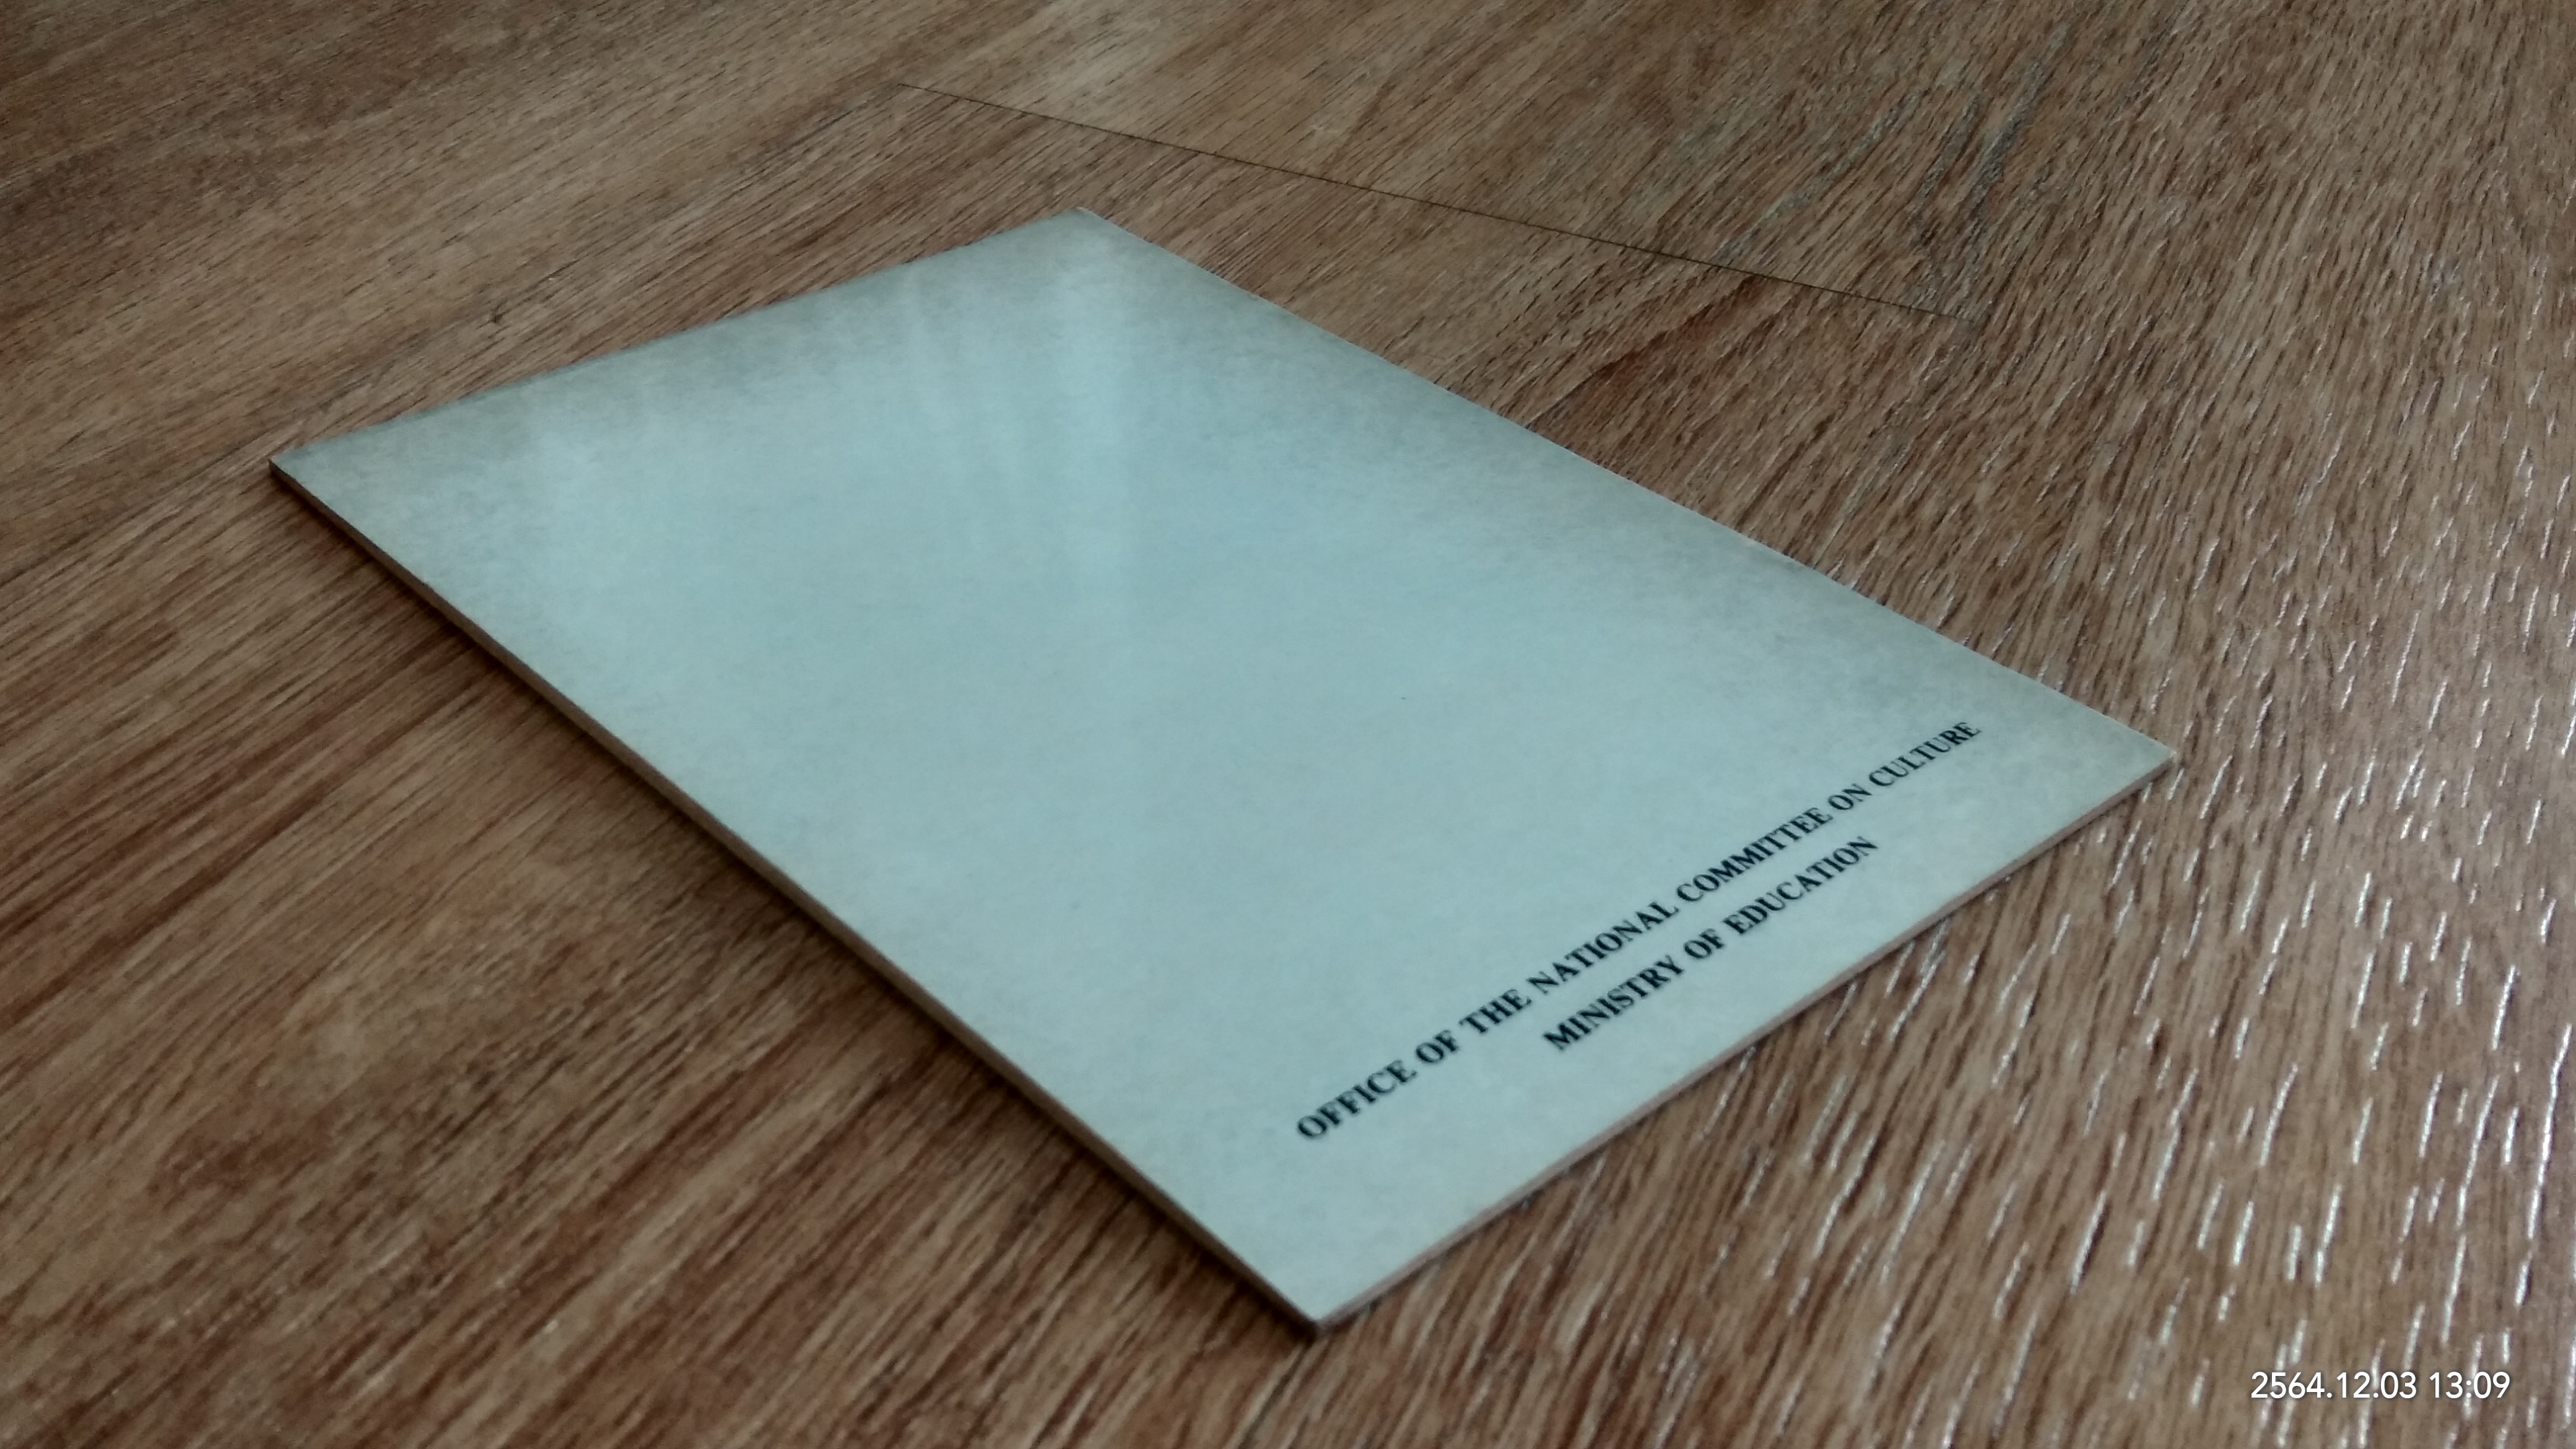 OFFICE OF THE NATIONAL COMMITTEE ON CULTURE
MINISTRY OF EDUCATION
2564.12.03 13:09